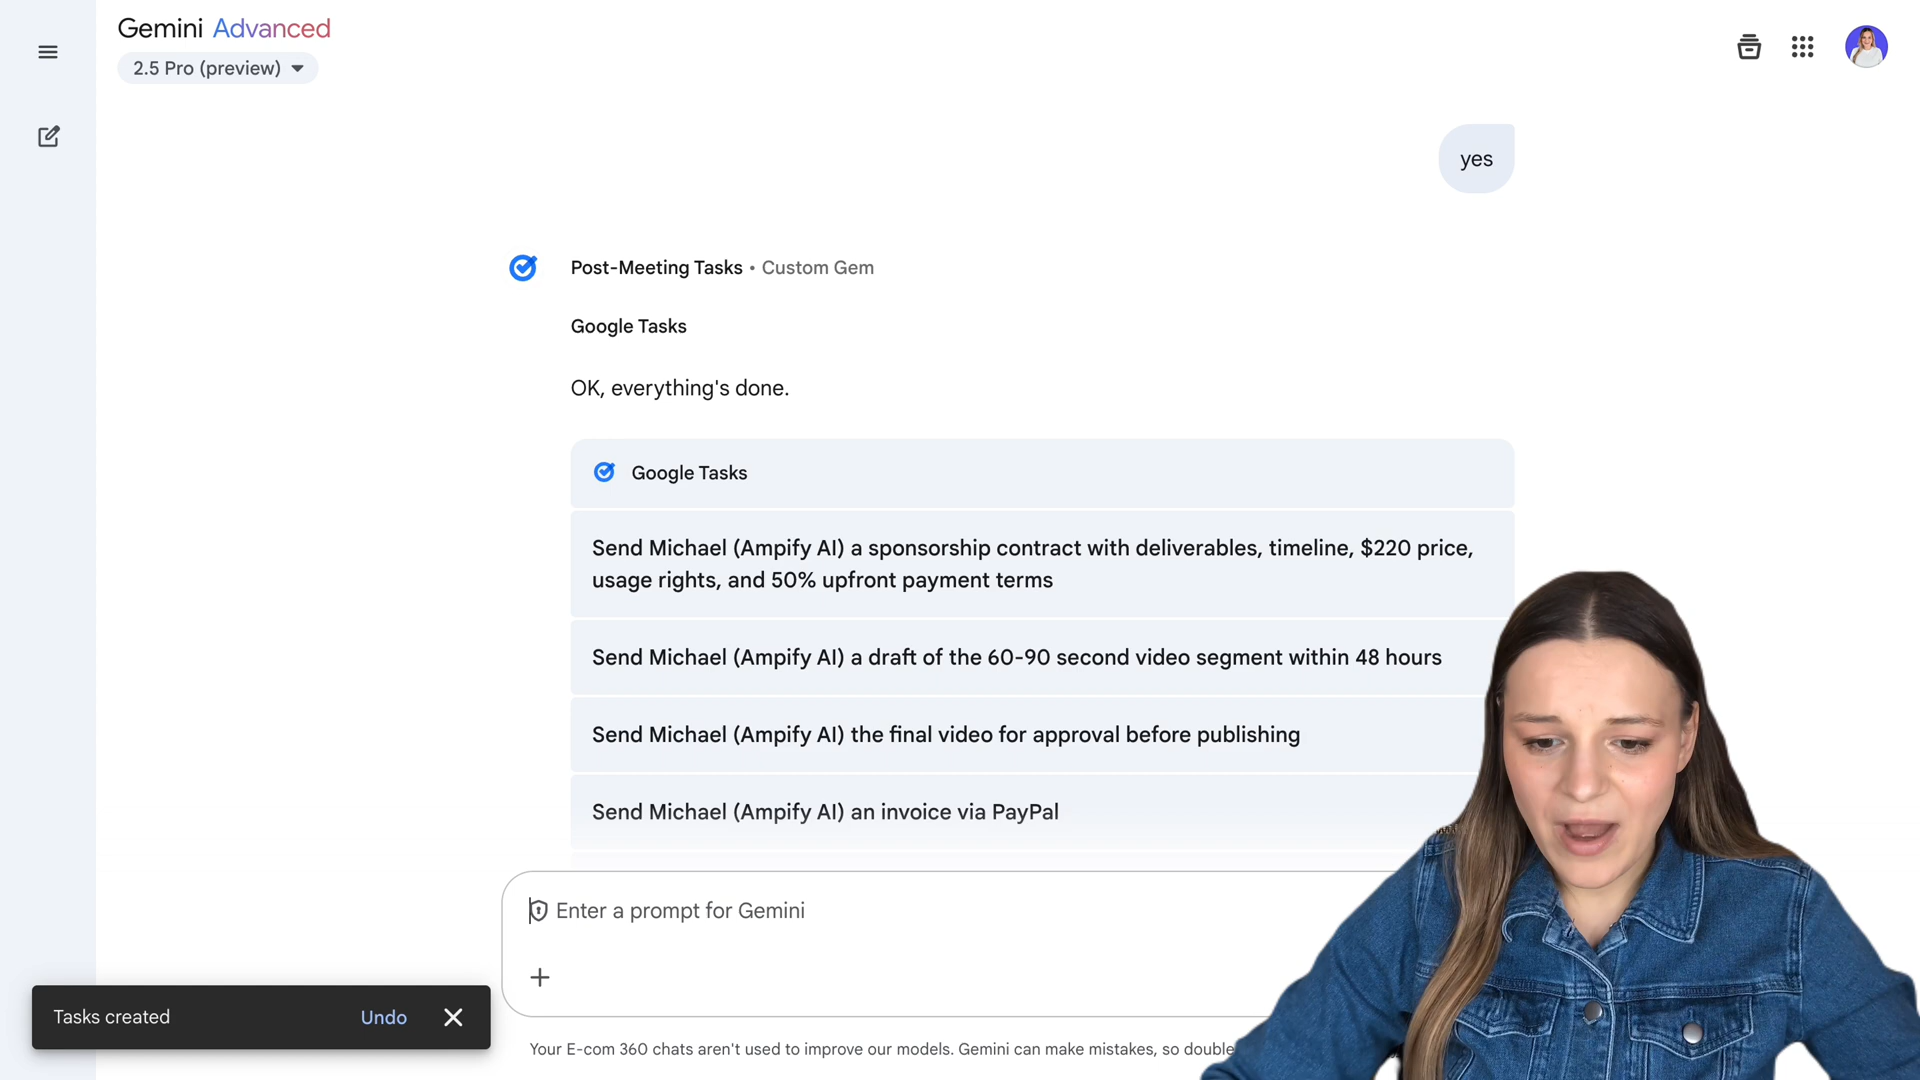 Gemini Advanced
2.5 Pro (preview)
yes
Post-Meeting Tasks • Custom Gem
Google Tasks
OK, everything's done.
Google Tasks
Send Michael (Ampify AI) a sponsorship contract with deliverables, timeline, $220 price,
usage rights, and 50% upfront payment terms
Send Michael (Ampify AI) a draft of the 60-90 second video segment within 48 hours
Send Michael (Ampify AI) the final video for approval before publishing
Send Michael (Ampify AI) an invoice via PayPal
Enter a prompt for Gemini
Tasks created
Undo
Your E-com 360 chats aren't used to improve our models. Gemini can make mistakes, so double